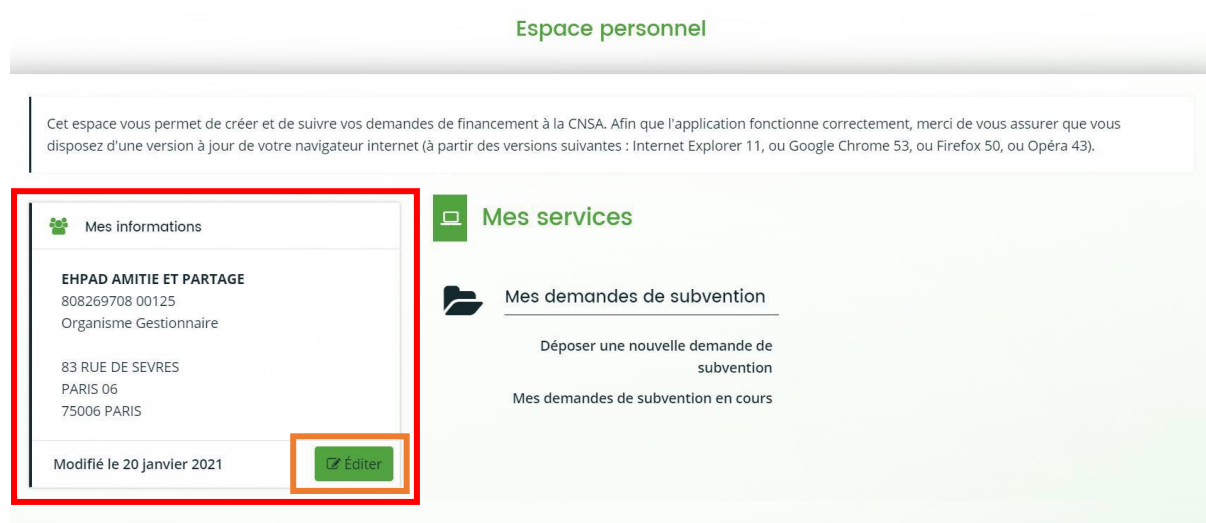 Espace personnel
Cet espace vous permet de créer et de suivre vos demandes de financement à la CNSA. Afin que l'application fonctionne correctement, merci de vous assurer que vous
disposez d'une version à jour de votre navigateur internet (à partir des versions suivantes : Internet Explorer 11, ou Google Chrome 53, ou Firefox 50, ou Opéra 43).
Mes informations
EHPAD AMITIE ET PARTAGE
808269708 00125
Organisme Gestionnaire
83 RUE DE SEVRES
PARIS 06
75006 PARIS
Modifié le 20 janvier 2021
Éditer
Mes services
Mes demandes de subvention
Déposer une nouvelle demande de
subvention
Mes demandes de subvention en cours